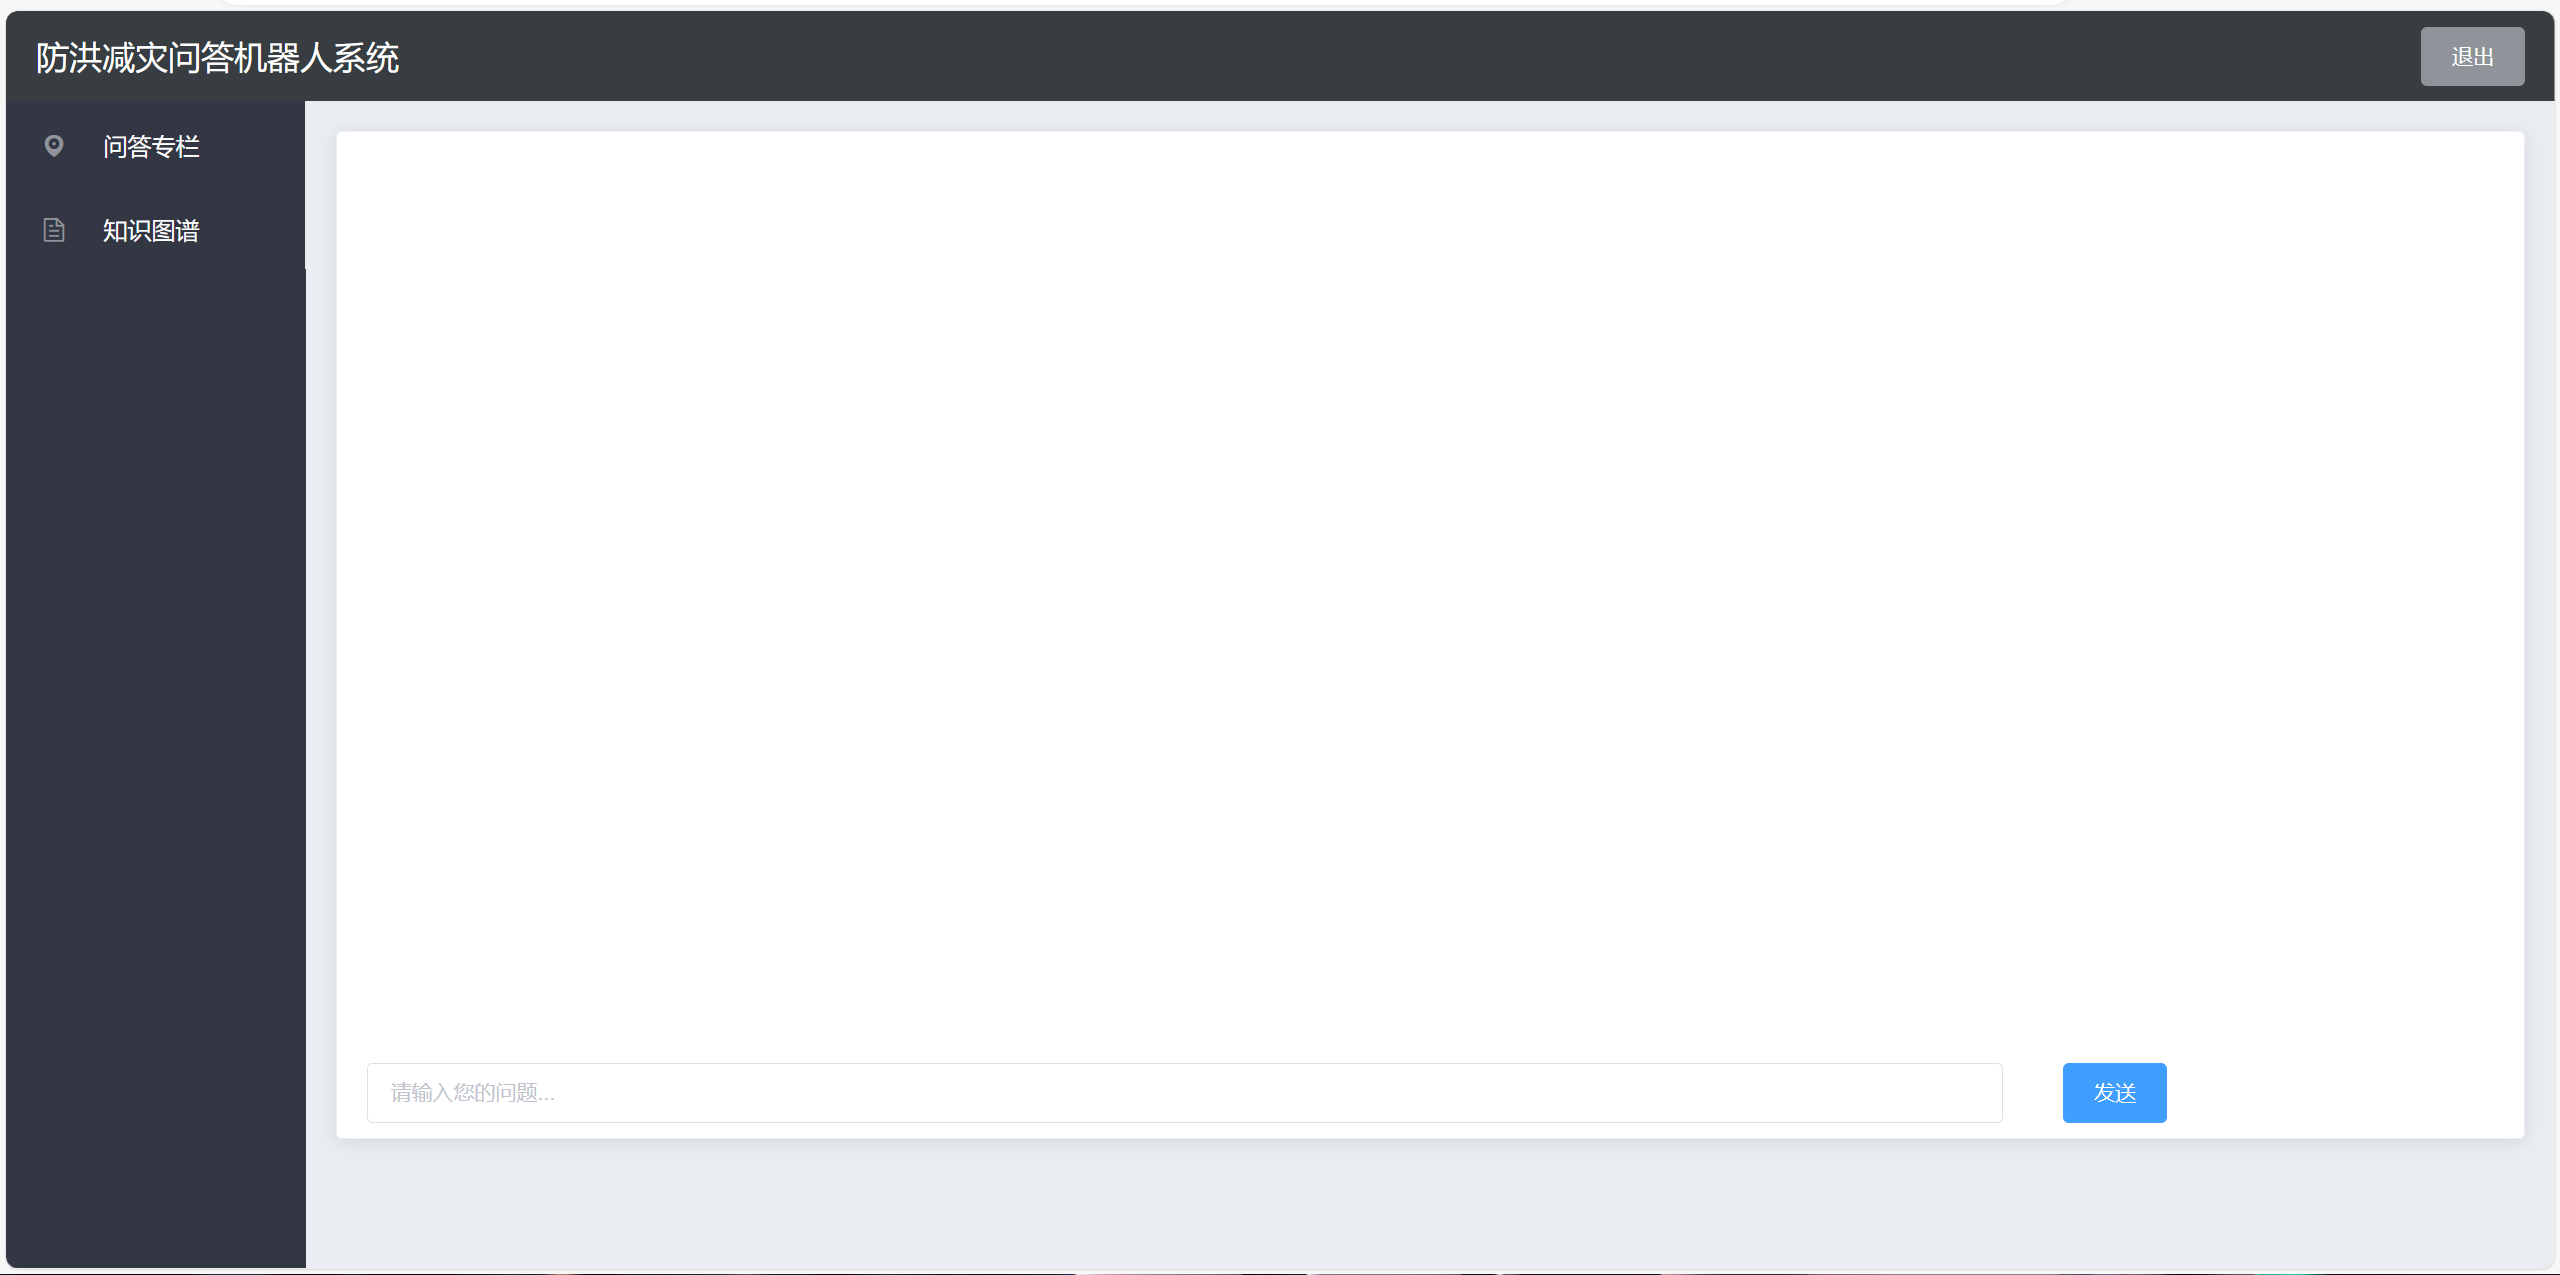 防洪减灾问答机器人系统
退出
问答专栏
知识图谱
请输入您的问题...
发送